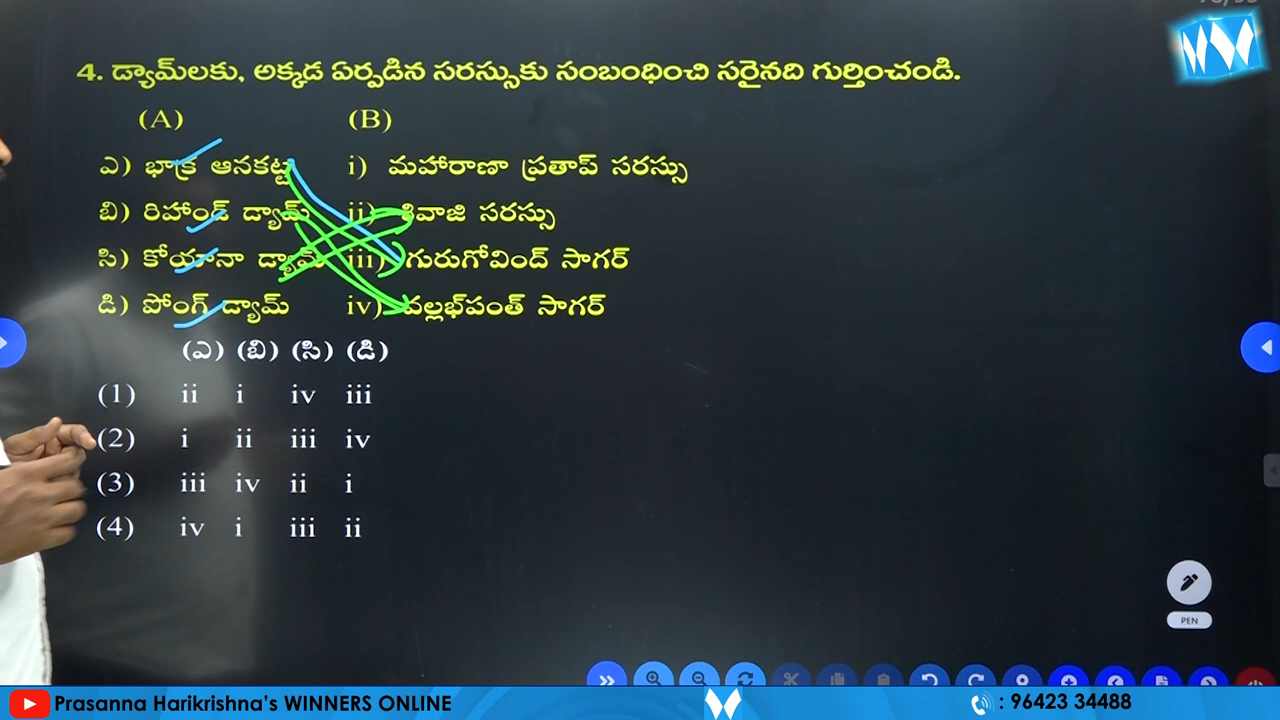 4. డ్యామ్‌లకు, అక్కడ ఏర్పడిన సరస్సుకు సంబంధించి సరైనది గుర్తించండి.
(A) (B)
ఎ) భాక్ర ఆనకట్ట i) మహారాణా ప్రతాప్ సరస్సు
బి) రిహాండ్ డ్యామ్ ii) శివాజి సరస్సు
సి) కోయానా డ్యామ్ iii) గురుగోవింద్ సాగర్
డి) పోంగ్ డ్యామ్ iv) వల్లభ్‌పంత్ సాగర్
(ఎ) (బి) (సి) (డి)
(1) ii i iv iii
(2) i ii iii iv
(3) iii iv ii i
(4) iv i iii ii
PEN
Prasanna Harikrishna's WINNERS ONLINE : 96423 34488